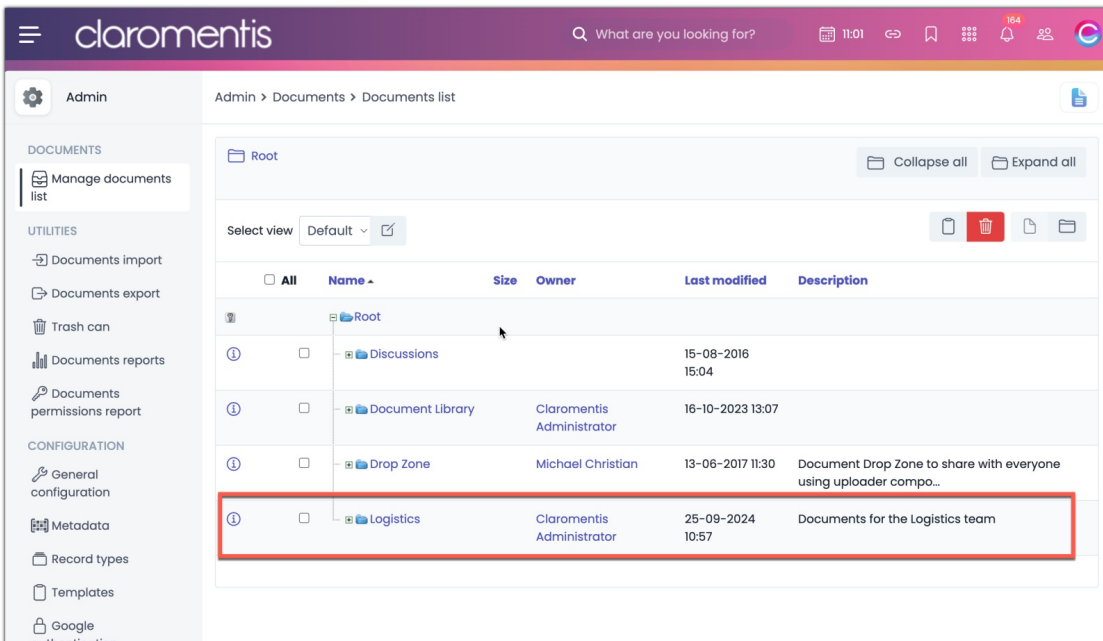 claromentis
What are you looking for?
11:01
164
Admin
Admin > Documents > Documents list
DOCUMENTS
Manage documents
list
UTILITIES
Documents import
Documents export
Trash can
Documents reports
Documents
permissions report
CONFIGURATION
General
configuration
Metadata
Record types
Templates
Google
Root
Collapse all
Expand all
Select view
Default
All
Name
Size
Owner
Last modified
Description
Root
Discussions
15-08-2016
15:04
Document Library
Claromentis
Administrator
16-10-2023 13:07
Drop Zone
Michael Christian
13-06-2017 11:30
Document Drop Zone to share with everyone
using uploader compo...
Logistics
Claromentis
Administrator
25-09-2024
10:57
Documents for the Logistics team